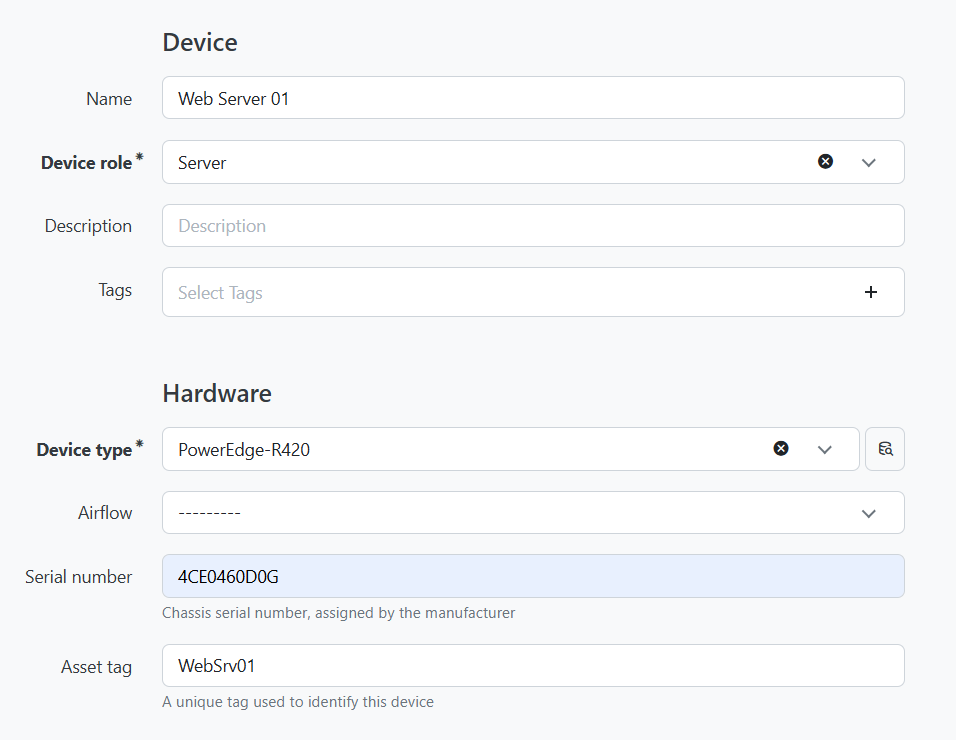 Device
Name Web Server 01
Device role * Server
Description Description
Tags Select Tags +
Hardware
Device type * PowerEdge-R420
Airflow ---------
Serial number 4CE0460D0G
Chassis serial number, assigned by the manufacturer
Asset tag WebSrv01
A unique tag used to identify this device